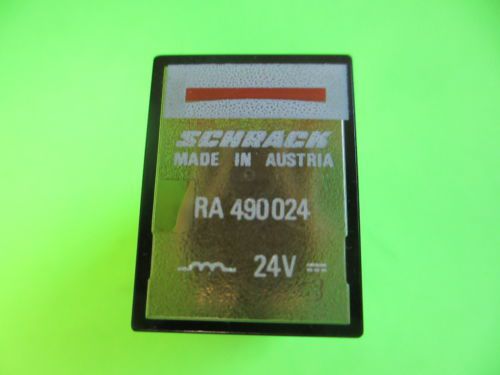 SCHRACK
MADE IN AUSTRIA
RA 490024
24V